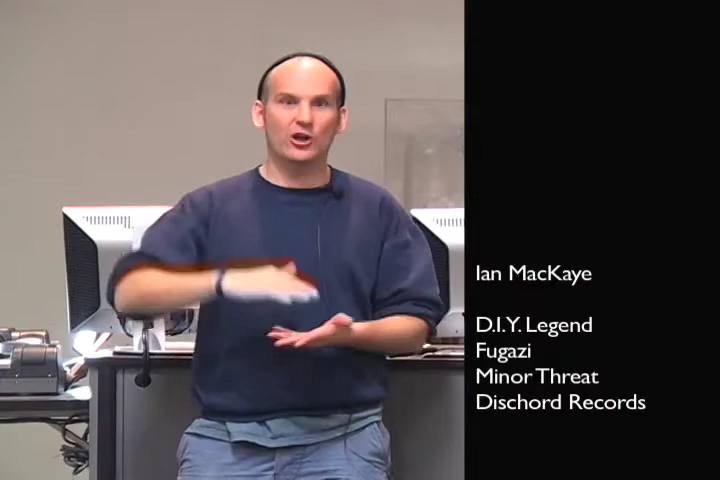 Ian MacKaye
D.I.Y. Legend
Fugazi
Minor Threat
Dischord Records